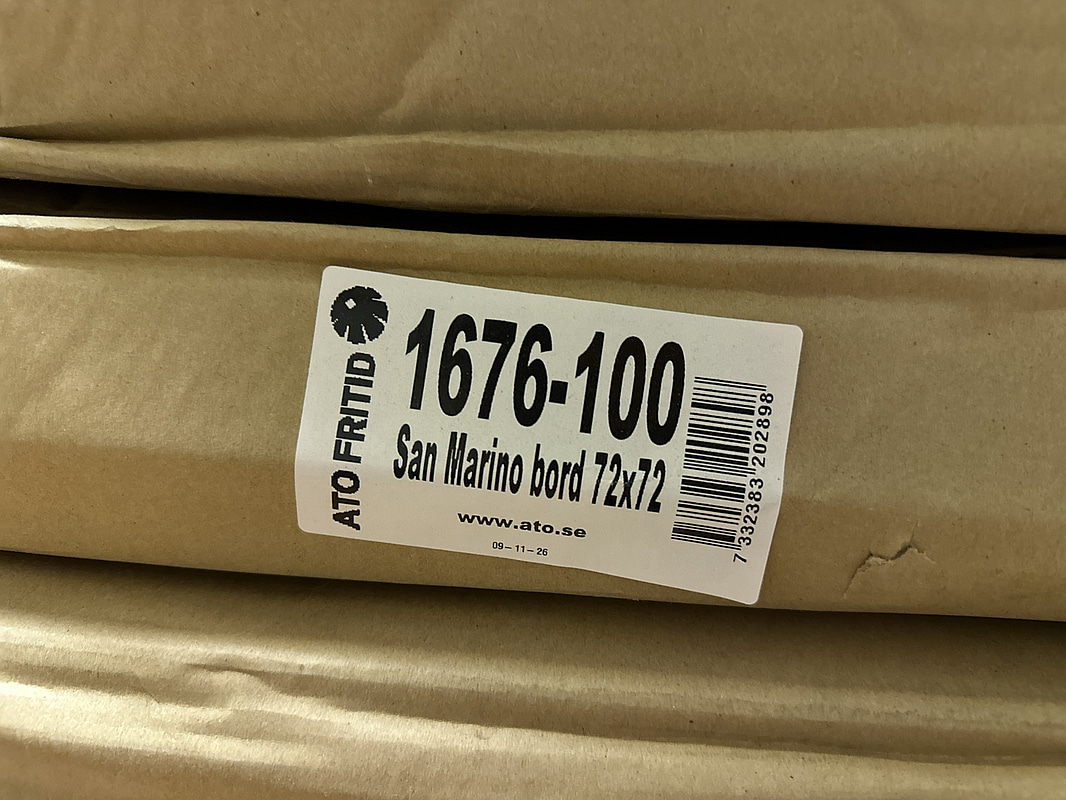 ATO FRITID
1676-100
San Marino bord 72x72
www.ato.se
09-11-26
7 332383 202898